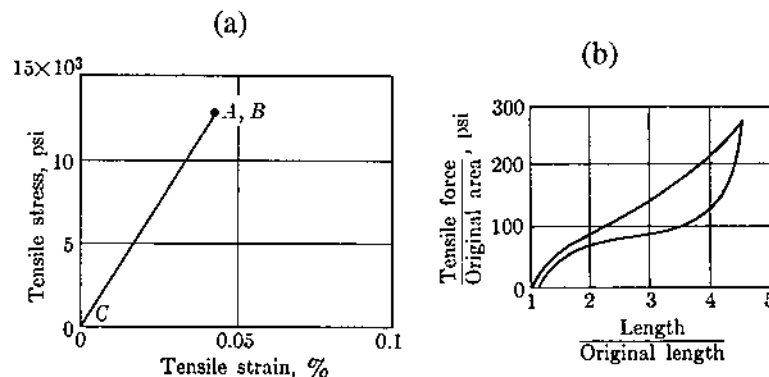 (a)
15×10³
Tensile stress, psi
10
5
0
A, B
C
0
0.05
0.1
Tensile strain, %
(b)
Tensile force
Original area
, psi
300
200
100
0
1
2
3
4
5
Length
Original length